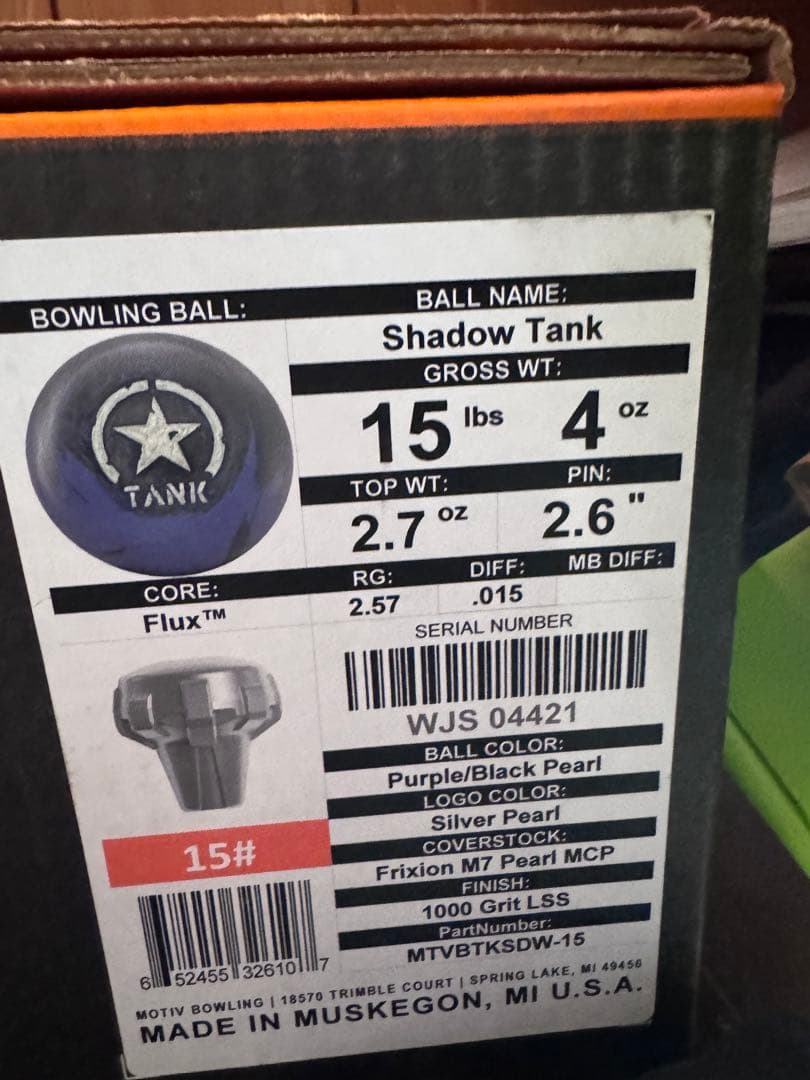 BOWLING BALL:
TANK
BALL NAME:
Shadow Tank
GROSS WT:
15 lbs 4 oz
TOP WT: PIN:
2.7 oz 2.6 "
CORE: RG: DIFF: MB DIFF:
Flux™ 2.57 .015
SERIAL NUMBER
WJS 04421
BALL COLOR:
Purple/Black Pearl
LOGO COLOR:
Silver Pearl
COVERSTOCK:
Frixion M7 Pearl MCP
FINISH:
1000 Grit LSS
PartNumber:
MTVBTKSDW-15
15#
6 52455 32610 7
MOTIV BOWLING | 18570 TRIMBLE COURT | SPRING LAKE, MI 49456
MADE IN MUSKEGON, MI U.S.A.